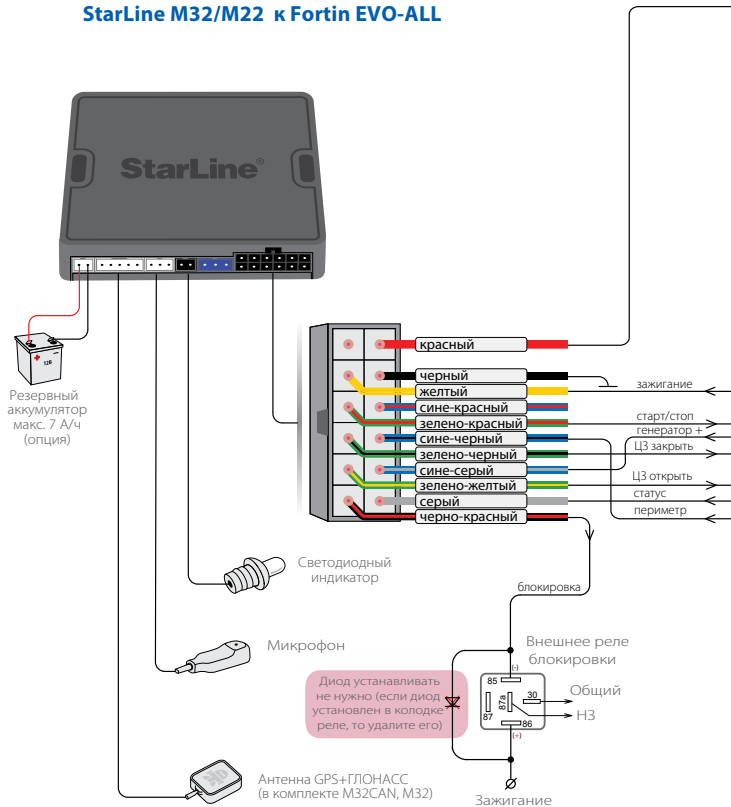 StarLine M32/M22 к Fortin EVO-ALL
StarLine®
12В
Резервный
аккумулятор
макс. 7 А/ч
(опция)
красный
черный
желтый
сине-красный
зелено-красный
сине-черный
зелено-черный
сине-серый
зелено-желтый
серый
черно-красный
зажигание
старт/стоп
генератор +
ЦЗ закрыть
ЦЗ открыть
статус
периметр
Светодиодный
индикатор
блокировка
Микрофон
Внешнее реле
блокировки
Диод устанавливать
не нужно (если диод
установлен в колодке
реле, то удалите его)
(-)
85
87
87a
30
86
(+)
Общий
НЗ
Антенна GPS+ГЛОНАСС
(в комплекте M32CAN, M32)
Зажигание